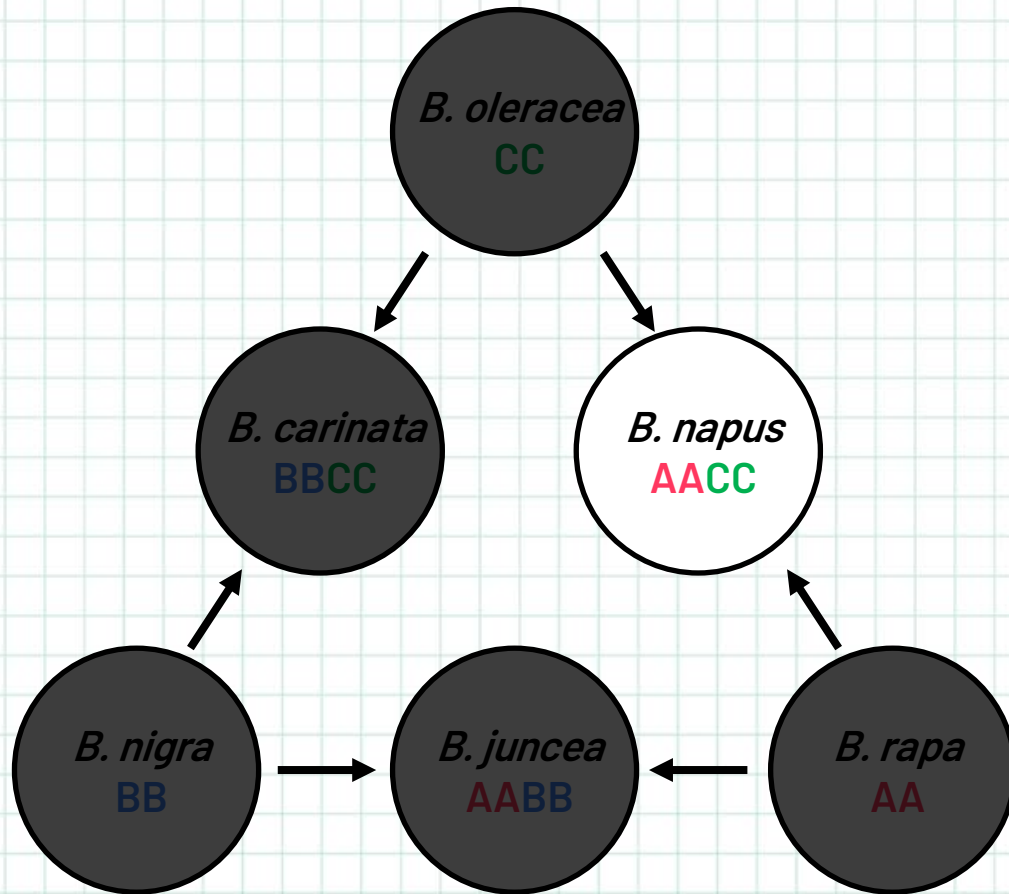 B. oleracea
CC
B. carinata
BBCC
B. napus
AACC
B. nigra
BB
B. juncea
AABB
B. rapa
AA